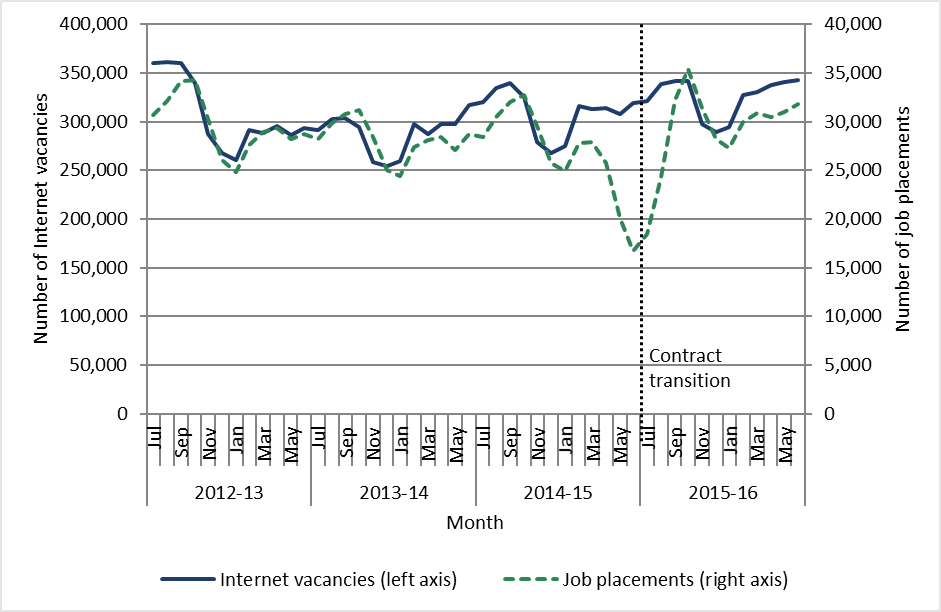 400,000
350,000
300,000
250,000
200,000
150,000
100,000
50,000
0
Number of Internet vacancies
40,000
35,000
30,000
25,000
20,000
15,000
10,000
5,000
0
Number of job placements
Contract
transition
Jul Sep Nov Jan Mar May Jul Sep Nov Jan Mar May Jul Sep Nov Jan Mar May Jul Sep Nov Jan Mar May
2012-13 2013-14 2014-15 2015-16
Month
Internet vacancies (left axis) Job placements (right axis)